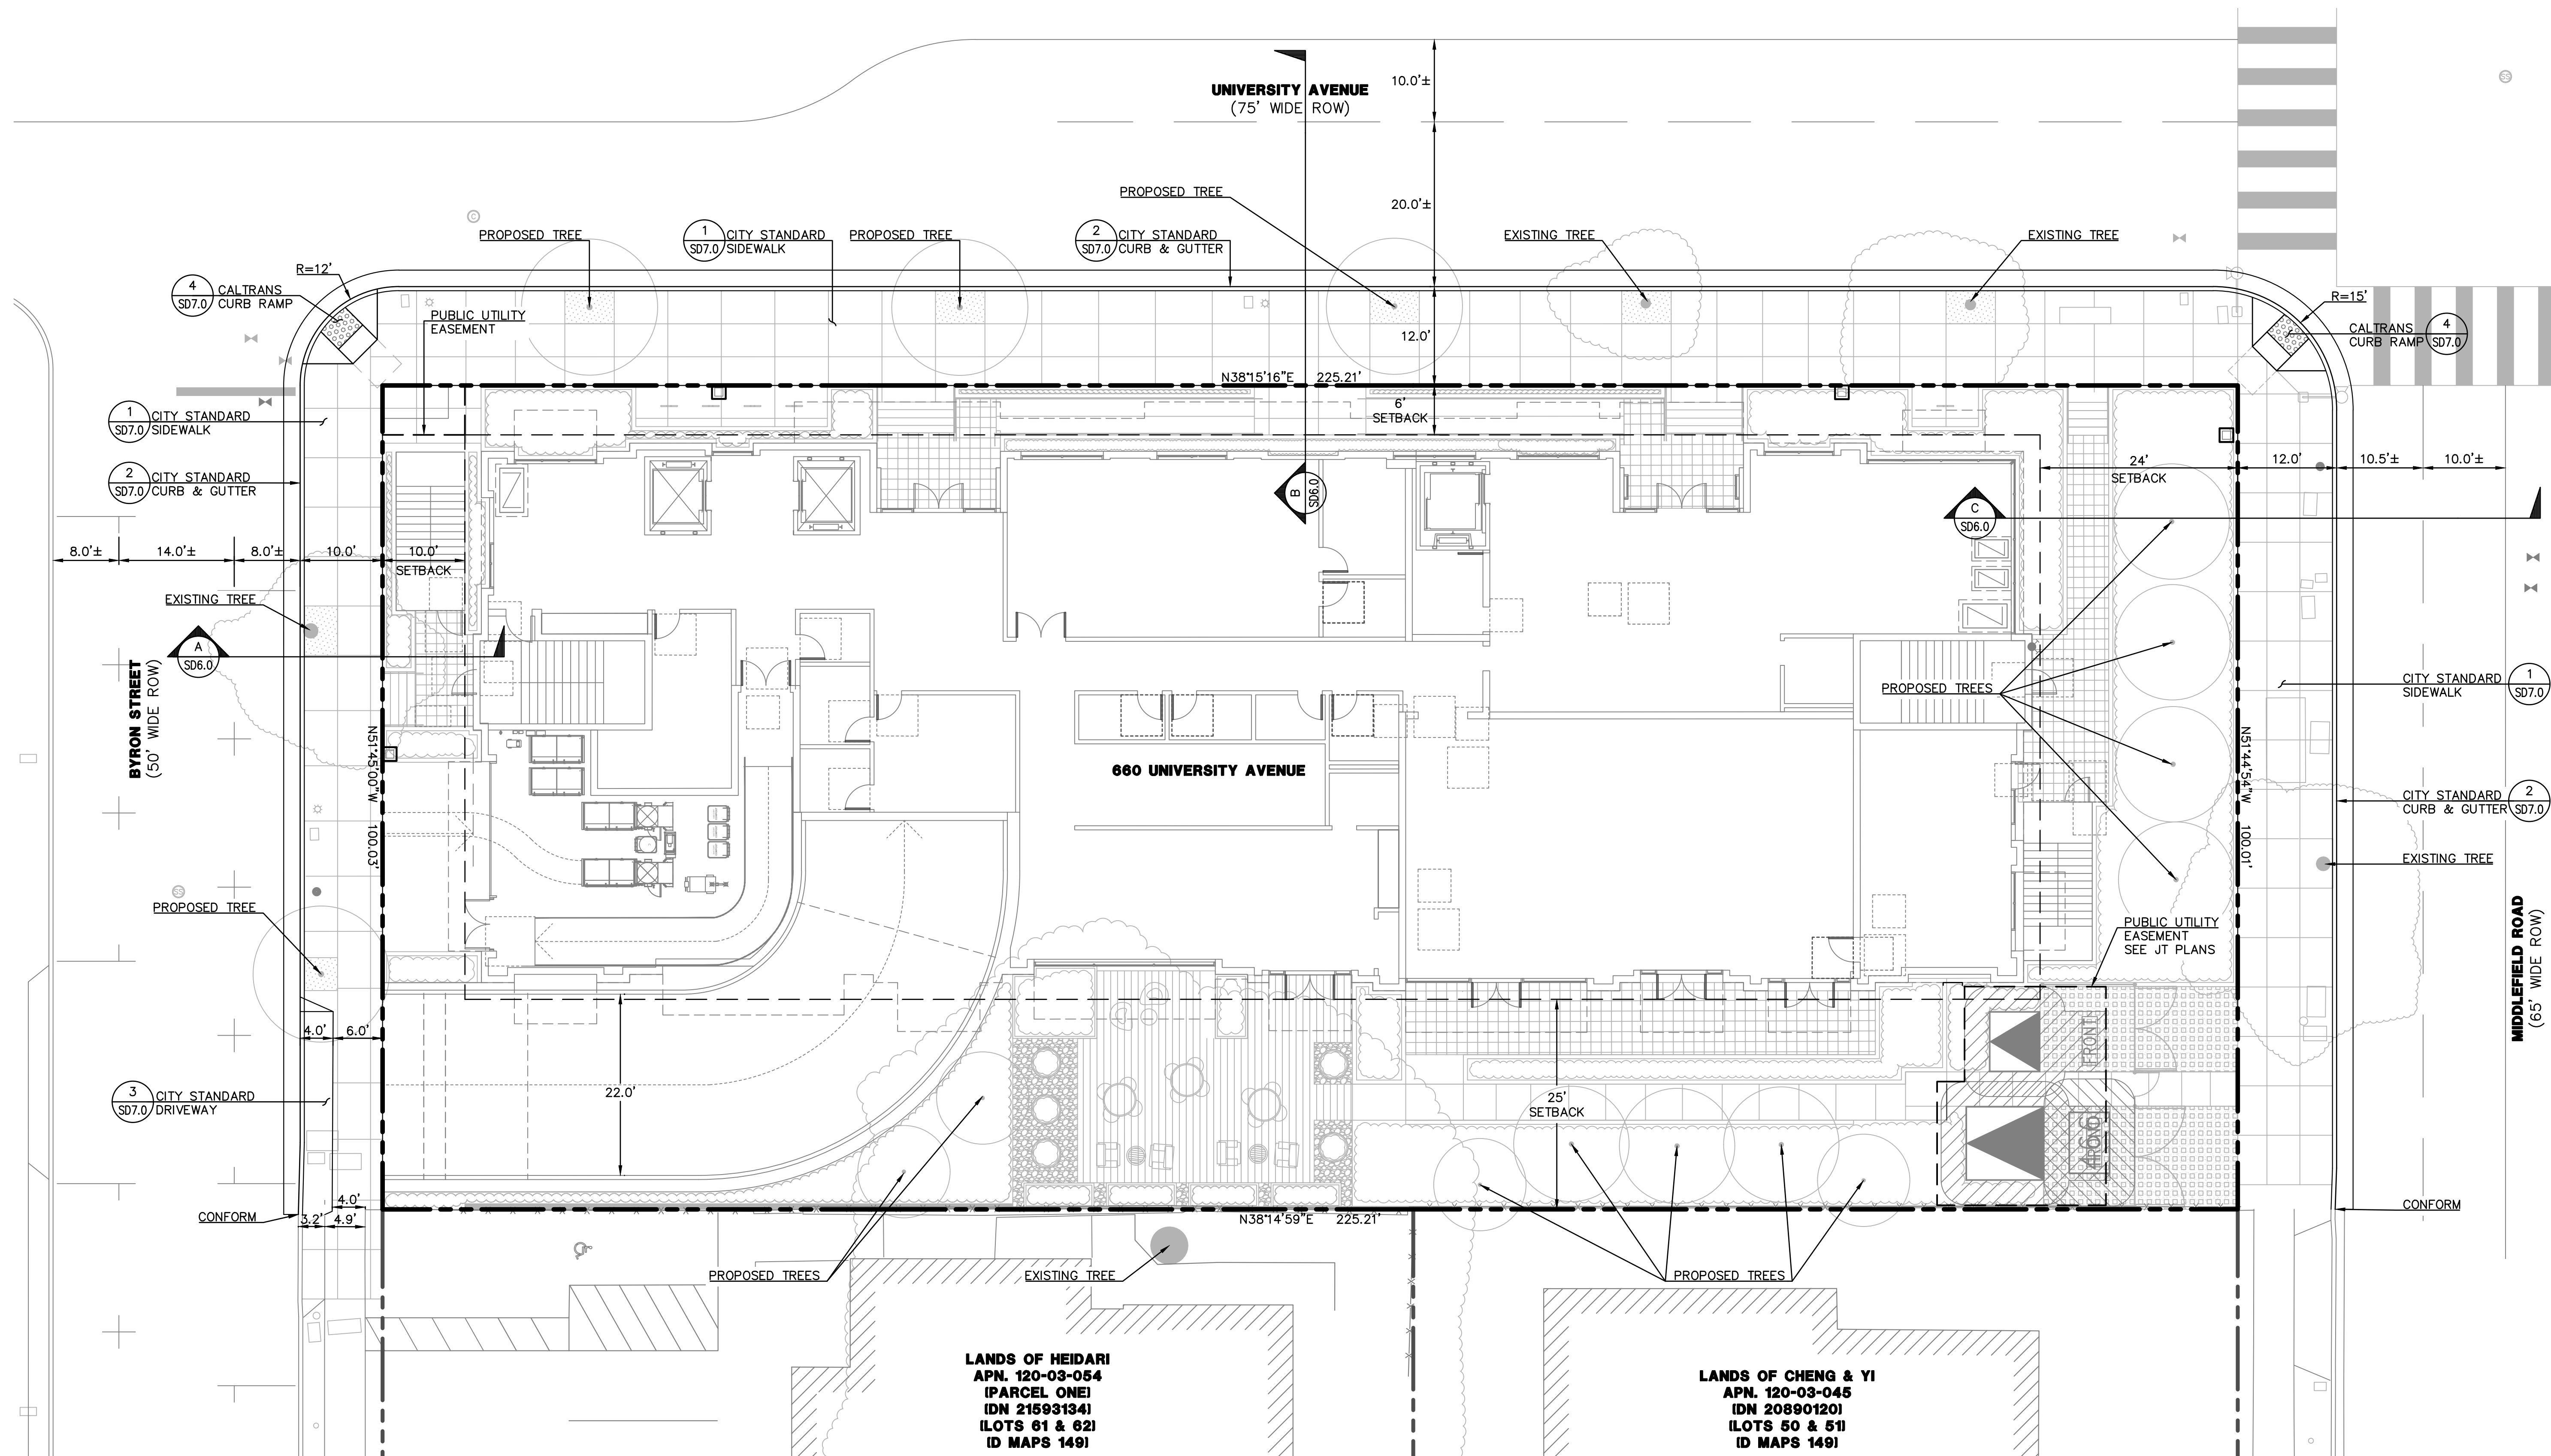 10.0'±
UNIVERSITY AVENUE
(75' WIDE ROW)
20.0'±
PROPOSED TREE
PROPOSED TREE
1
SD7.0
CITY STANDARD
SIDEWALK
PROPOSED TREE
2
SD7.0
CITY STANDARD
CURB & GUTTER
EXISTING TREE
EXISTING TREE
C
SS
R=12'
4
SD7.0
CALTRANS
CURB RAMP
PUBLIC UTILITY
EASEMENT
12.0'
R=15'
CALTRANS
CURB RAMP
4
SD7.0
N38°15'16"E 225.21'
6'
SETBACK
1
SD7.0
CITY STANDARD
SIDEWALK
2
SD7.0
CITY STANDARD
CURB & GUTTER
B
SD6.0
24'
SETBACK
12.0'
10.5'±
10.0'±
C
SD6.0
8.0'±
14.0'±
8.0'±
10.0'
10.0'
SETBACK
EXISTING TREE
A
SD6.0
BYRON STREET
(50' WIDE ROW)
N51°45'00"W 100.03'
PROPOSED TREES
CITY STANDARD
SIDEWALK
1
SD7.0
660 UNIVERSITY AVENUE
N51°44'54"W 100.01'
CITY STANDARD
CURB & GUTTER
2
SD7.0
EXISTING TREE
SS
PROPOSED TREE
PUBLIC UTILITY
EASEMENT
SEE JT PLANS
MIDDLEFIELD ROAD
(65' WIDE ROW)
4.0'
6.0'
FRONT
3
SD7.0
CITY STANDARD
DRIVEWAY
22.0'
25'
SETBACK
4.0'
CONFORM
3.2'
4.9'
N38°14'59"E 225.21'
CONFORM
PROPOSED TREES
EXISTING TREE
PROPOSED TREES
LANDS OF HEIDARI
APN. 120-03-054
(PARCEL ONE)
(DN 21593134)
(LOTS 61 & 62)
(D MAPS 149)
LANDS OF CHENG & YI
APN. 120-03-045
(DN 20890120)
(LOTS 50 & 51)
(D MAPS 149)